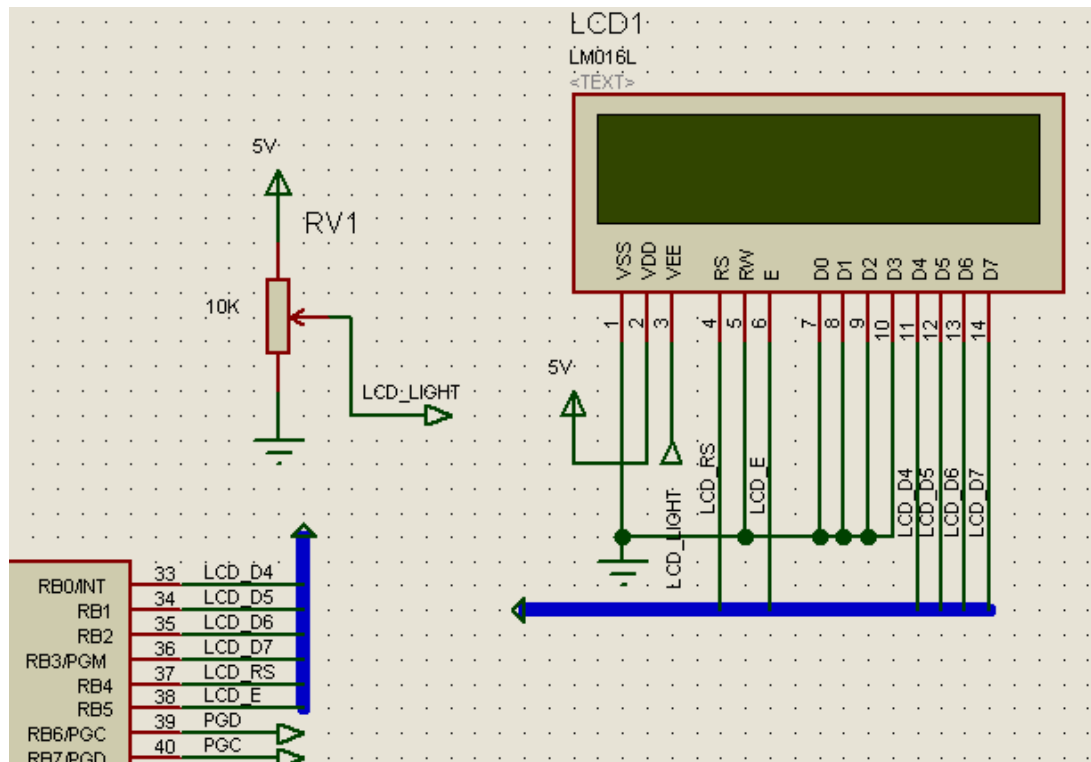 LCD1
LM016L
<TEXT>
5V
RV1
10K
LCD_LIGHT
VSS VDD VEE RS RW E D0 D1 D2 D3 D4 D5 D6 D7
1 2 3 4 5 6 7 8 9 10 11 12 13 14
5V
LCD_LIGHT LCD_RS LCD_E LCD_D4 LCD_D5 LCD_D6 LCD_D7
RB0/INT 33 LCD_D4
RB1 34 LCD_D5
RB2 35 LCD_D6
RB3/PGM 36 LCD_D7
RB4 37 LCD_RS
RB5 38 LCD_E
RB6/PGC 39 PGD
RB7/PGD 40 PGC